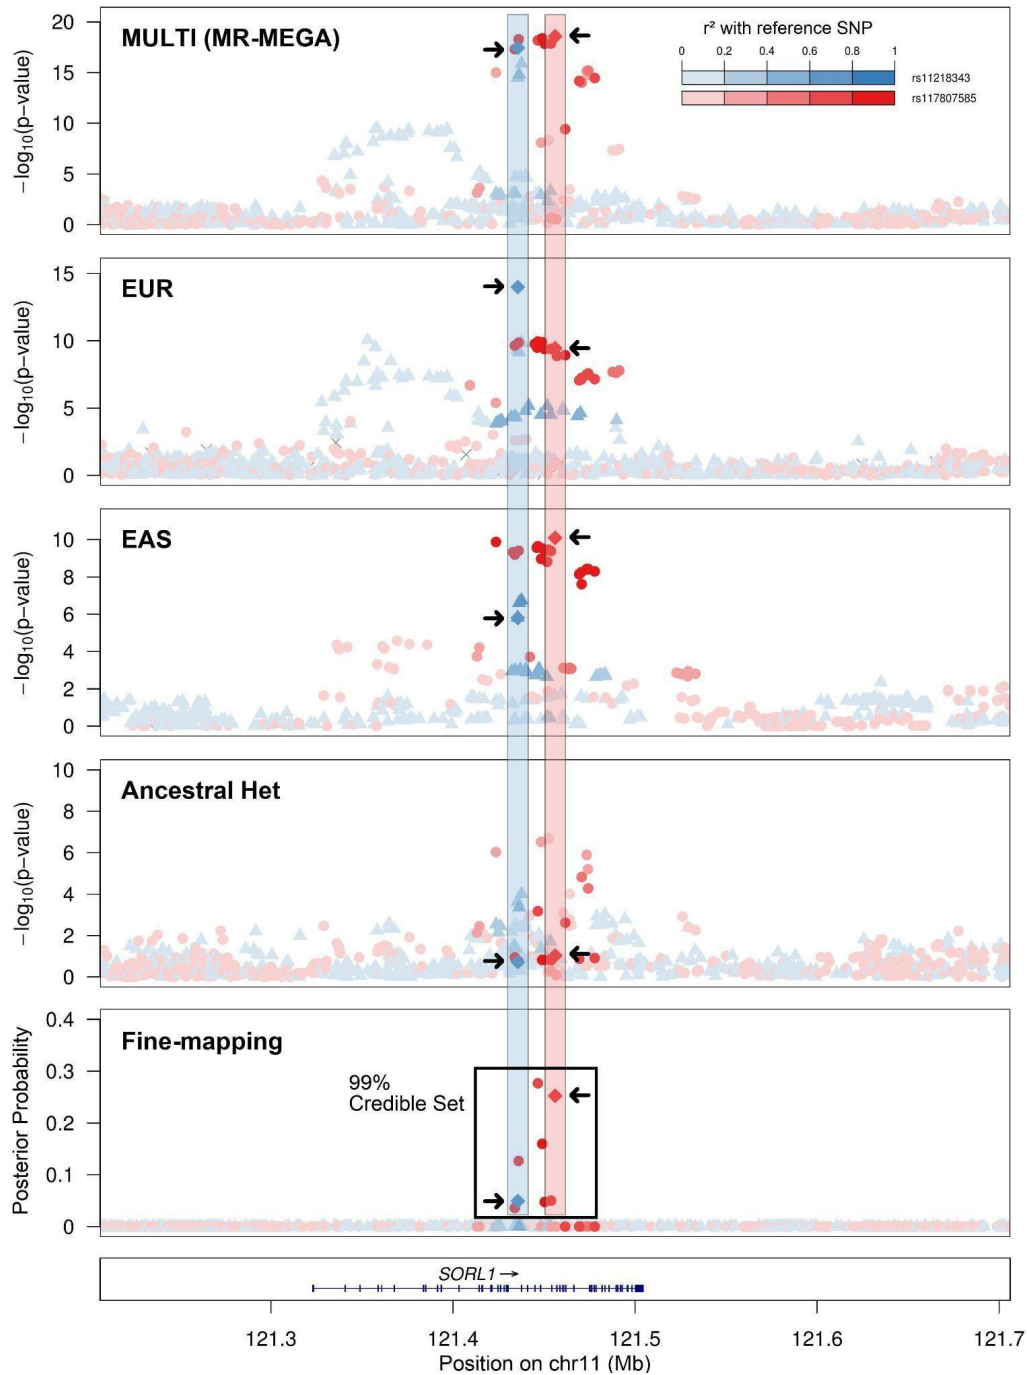 MULTI (MR-MEGA)
−log10(p−value)
20
15
10
5
0
r² with reference SNP
0 0.2 0.4 0.6 0.8 1
rs11218343
rs117807585
EUR
−log10(p−value)
15
10
5
0
EAS
−log10(p−value)
10
8
6
4
2
0
Ancestral Het
−log10(p−value)
10
8
6
4
2
0
Fine-mapping
Posterior Probability
0.4
0.3
0.2
0.1
0
99%
Credible Set
SORL1→
121.3 121.4 121.5 121.6 121.7
Position on chr11 (Mb)